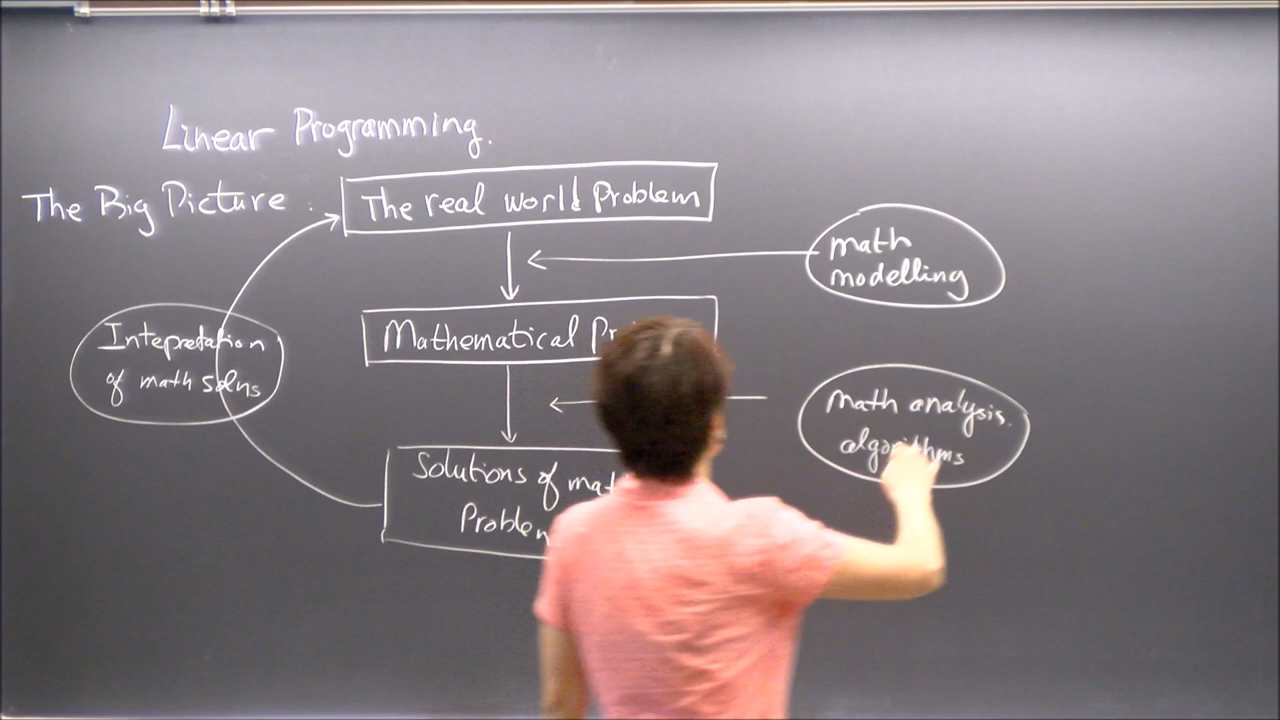 Linear Programming.
The Big Picture :
The real world Problem
math
modelling
Mathematical
Intepretation
of math solns
math analysis.
algorithms
Solutions of